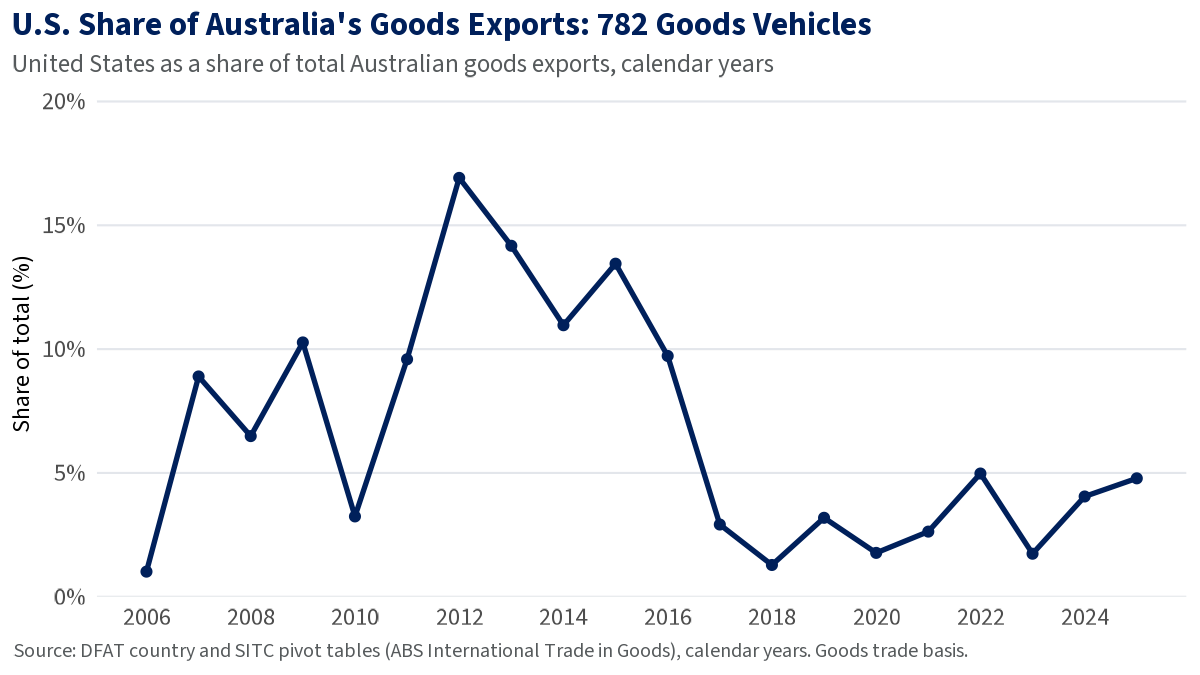 U.S. Share of Australia's Goods Exports: 782 Goods Vehicles
United States as a share of total Australian goods exports, calendar years
Share of total (%)
20%
15%
10%
5%
0%
2006 2008 2010 2012 2014 2016 2018 2020 2022 2024
Source: DFAT country and SITC pivot tables (ABS International Trade in Goods), calendar years. Goods trade basis.